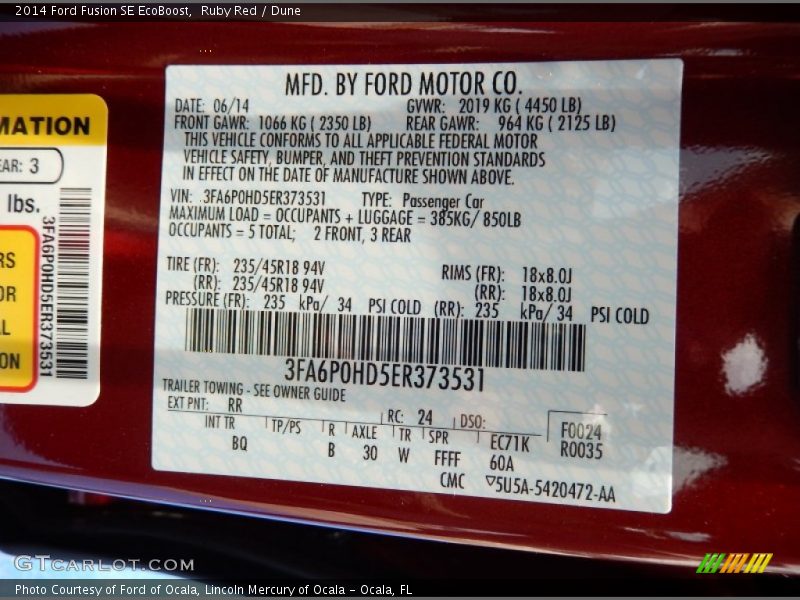 2014 Ford Fusion SE EcoBoost, Ruby Red / Dune
MATION
EAR: 3
lbs.
RS
OR
L
ON
3FA6P0HD5ER373531
MFD. BY FORD MOTOR CO.
DATE: 06/14 GVWR: 2019 KG ( 4450 LB)
FRONT GAWR: 1066 KG ( 2350 LB) REAR GAWR: 964 KG ( 2125 LB)
THIS VEHICLE CONFORMS TO ALL APPLICABLE FEDERAL MOTOR
VEHICLE SAFETY, BUMPER, AND THEFT PREVENTION STANDARDS
IN EFFECT ON THE DATE OF MANUFACTURE SHOWN ABOVE.
VIN: 3FA6P0HD5ER373531 TYPE: Passenger Car
MAXIMUM LOAD = OCCUPANTS + LUGGAGE = 385KG/ 850LB
OCCUPANTS = 5 TOTAL; 2 FRONT, 3 REAR
TIRE (FR): 235/45R18 94V RIMS (FR): 18x8.0J
(RR): 235/45R18 94V (RR): 18x8.0J
PRESSURE (FR): 235 kPa/ 34 PSI COLD (RR): 235 kPa/ 34 PSI COLD
3FA6P0HD5ER373531
TRAILER TOWING - SEE OWNER GUIDE
EXT PNT: RR RC: 24 DSO: F0024
INT TR TP/PS R AXLE TR SPR EC71K R0035
BQ B 30 W FFFF 60A
CMC ▽5U5A-5420472-AA
GTCARLOT.COM
Photo Courtesy of Ford of Ocala, Lincoln Mercury of Ocala – Ocala, FL